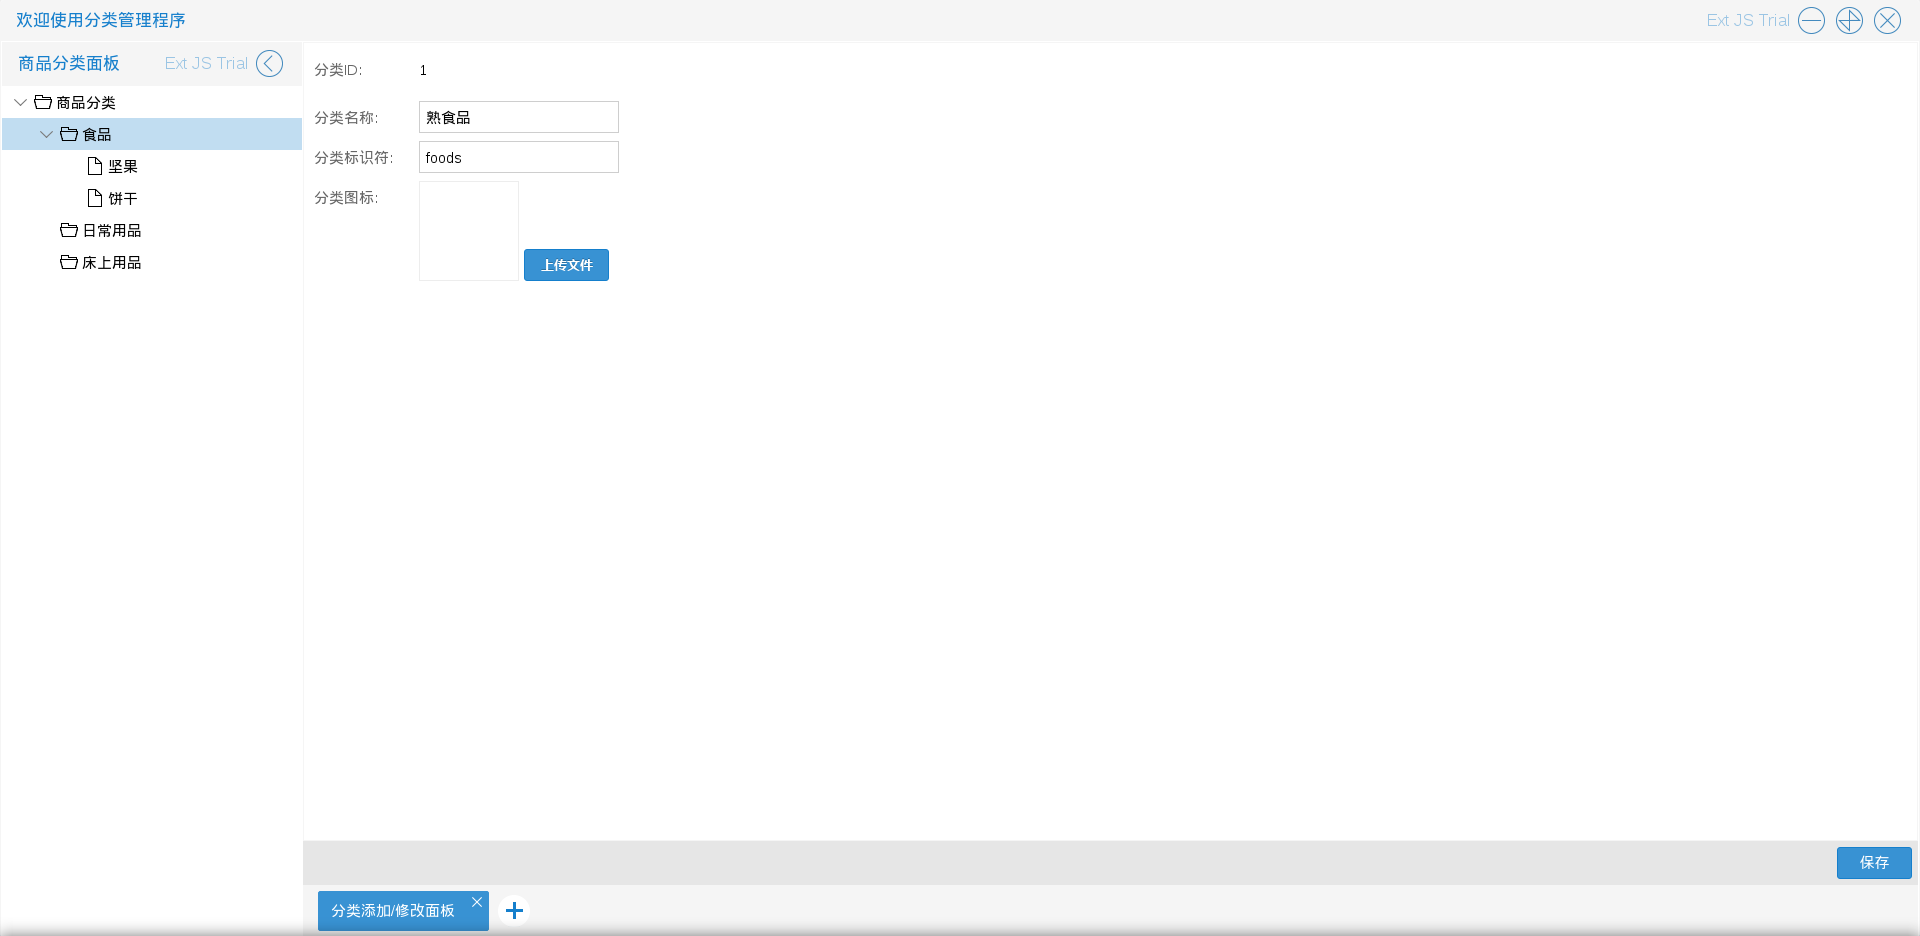 欢迎使用分类管理程序
Ext JS Trial
商品分类面板
Ext JS Trial
商品分类
食品
坚果
饼干
日常用品
床上用品
分类ID:
1
分类名称:
熟食品
分类标识符:
foods
分类图标:
上传文件
保存
分类添加/修改面板